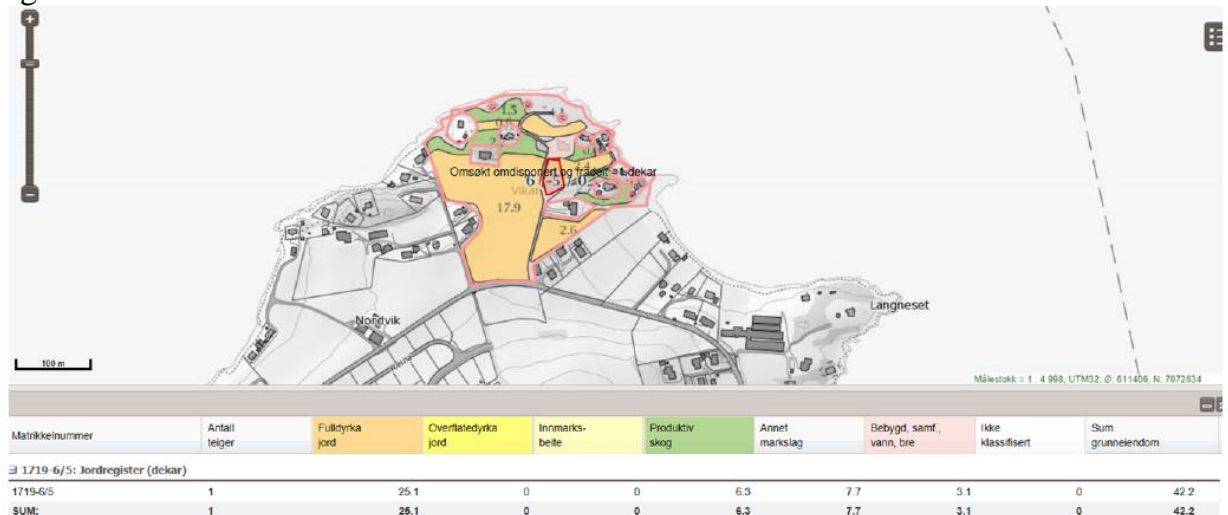 1.5
Omsøkt omdisponert og frådelt dekar
Vikan
17.9
2.6
Langneset
Nordvik
100 m
Målestokk = 1 : 4 998, UTM32: Ø: 611406, N: 7072634
Matrikkelnummer Antall teiger Fulldyrka jord Overflatedyrka jord Innmarks-beite Produktiv skog Annet markslag Bebygd, samf., vann, bre Ikke klassifisert Sum grunneiendom
1719-6/5: Jordregister (dekar)
1719-6/5 1 25.1 0 0 6.3 7.7 3.1 0 42.2
SUM: 1 25.1 0 0 6.3 7.7 3.1 0 42.2